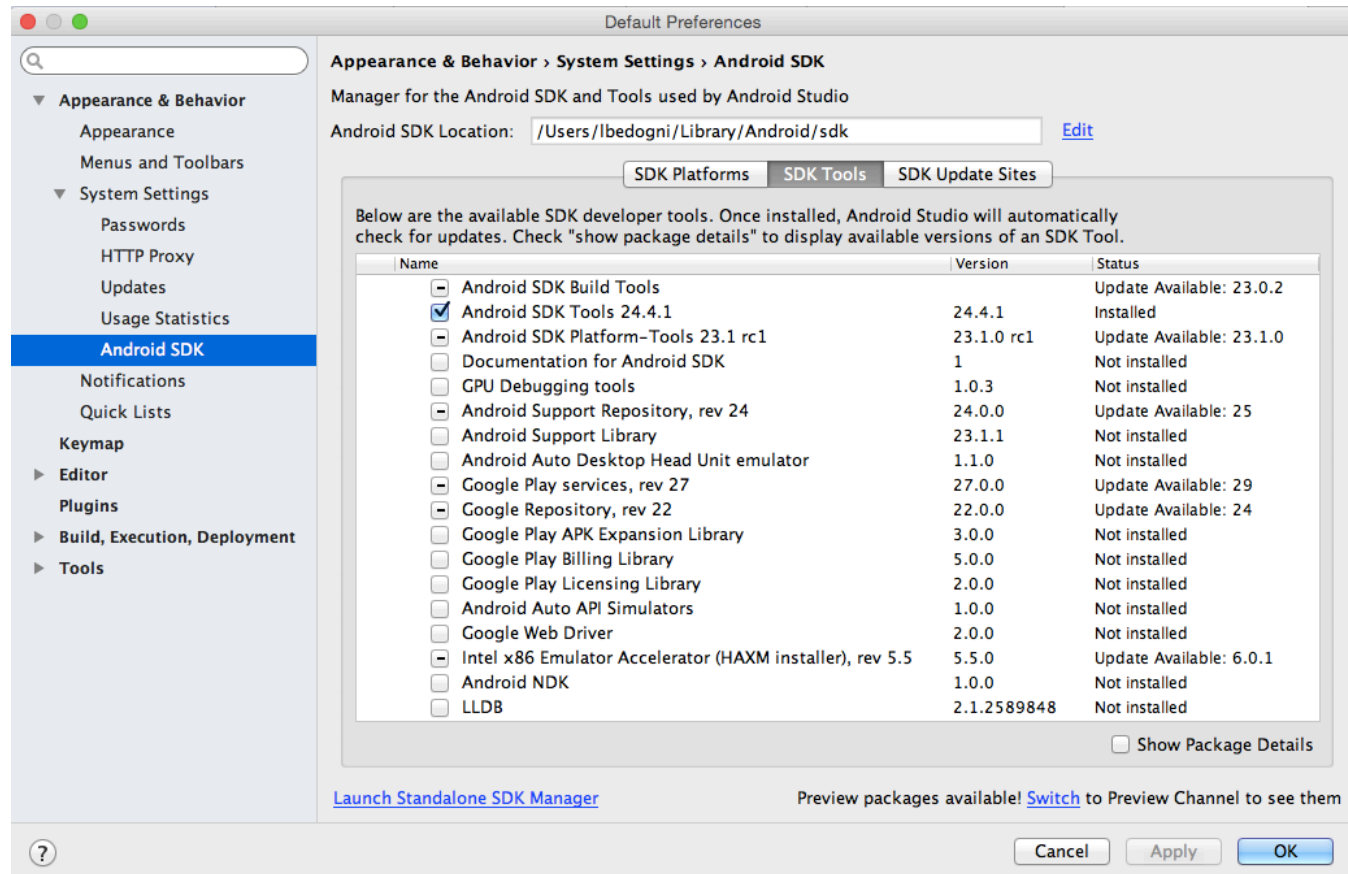 Default Preferences
Appearance & Behavior
Appearance
Menus and Toolbars
System Settings
Passwords
HTTP Proxy
Updates
Usage Statistics
Android SDK
Notifications
Quick Lists
Keymap
Editor
Plugins
Build, Execution, Deployment
Tools
Appearance & Behavior › System Settings › Android SDK
Manager for the Android SDK and Tools used by Android Studio
Android SDK Location: /Users/lbedogni/Library/Android/sdk Edit
SDK Platforms SDK Tools SDK Update Sites
Below are the available SDK developer tools. Once installed, Android Studio will automatically
check for updates. Check "show package details" to display available versions of an SDK Tool.
Name Version Status
Android SDK Build Tools Update Available: 23.0.2
Android SDK Tools 24.4.1 24.4.1 Installed
Android SDK Platform-Tools 23.1 rc1 23.1.0 rc1 Update Available: 23.1.0
Documentation for Android SDK 1 Not installed
GPU Debugging tools 1.0.3 Not installed
Android Support Repository, rev 24 24.0.0 Update Available: 25
Android Support Library 23.1.1 Not installed
Android Auto Desktop Head Unit emulator 1.1.0 Not installed
Google Play services, rev 27 27.0.0 Update Available: 29
Google Repository, rev 22 22.0.0 Update Available: 24
Google Play APK Expansion Library 3.0.0 Not installed
Google Play Billing Library 5.0.0 Not installed
Google Play Licensing Library 2.0.0 Not installed
Android Auto API Simulators 1.0.0 Not installed
Google Web Driver 2.0.0 Not installed
Intel x86 Emulator Accelerator (HAXM installer), rev 5.5 5.5.0 Update Available: 6.0.1
Android NDK 1.0.0 Not installed
LLDB 2.1.2589848 Not installed
Show Package Details
Launch Standalone SDK Manager Preview packages available! Switch to Preview Channel to see them
? Cancel Apply OK